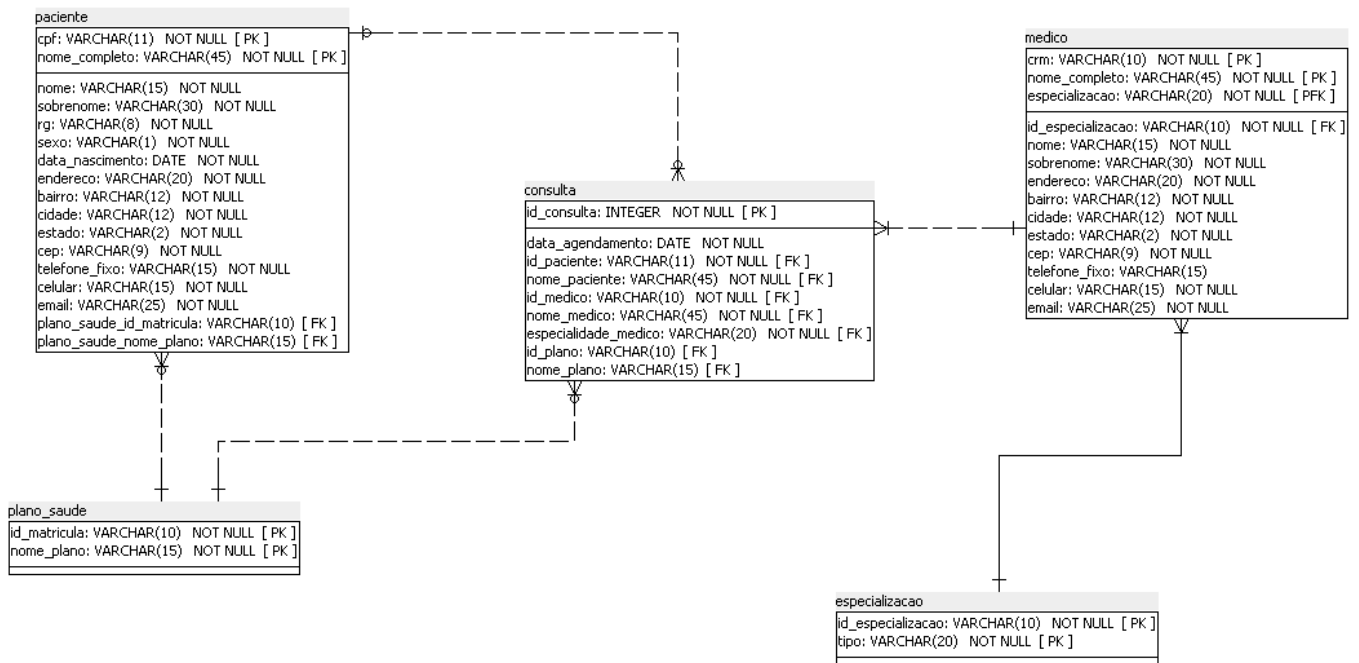 paciente
cpf: VARCHAR(11) NOT NULL [ PK ]
nome_completo: VARCHAR(45) NOT NULL [ PK ]
nome: VARCHAR(15) NOT NULL
sobrenome: VARCHAR(30) NOT NULL
rg: VARCHAR(8) NOT NULL
sexo: VARCHAR(1) NOT NULL
data_nascimento: DATE NOT NULL
endereco: VARCHAR(20) NOT NULL
bairro: VARCHAR(12) NOT NULL
cidade: VARCHAR(12) NOT NULL
estado: VARCHAR(2) NOT NULL
cep: VARCHAR(9) NOT NULL
telefone_fixo: VARCHAR(15) NOT NULL
celular: VARCHAR(15) NOT NULL
email: VARCHAR(25) NOT NULL
plano_saude_id_matricula: VARCHAR(10) [ FK ]
plano_saude_nome_plano: VARCHAR(15) [ FK ]
consulta
id_consulta: INTEGER NOT NULL [ PK ]
data_agendamento: DATE NOT NULL
id_paciente: VARCHAR(11) NOT NULL [ FK ]
nome_paciente: VARCHAR(45) NOT NULL [ FK ]
id_medico: VARCHAR(10) NOT NULL [ FK ]
nome_medico: VARCHAR(45) NOT NULL [ FK ]
especialidade_medico: VARCHAR(20) NOT NULL [ FK ]
id_plano: VARCHAR(10) [ FK ]
nome_plano: VARCHAR(15) [ FK ]
medico
crm: VARCHAR(10) NOT NULL [ PK ]
nome_completo: VARCHAR(45) NOT NULL [ PK ]
especializacao: VARCHAR(20) NOT NULL [ PFK ]
id_especializacao: VARCHAR(10) NOT NULL [ FK ]
nome: VARCHAR(15) NOT NULL
sobrenome: VARCHAR(30) NOT NULL
endereco: VARCHAR(20) NOT NULL
bairro: VARCHAR(12) NOT NULL
cidade: VARCHAR(12) NOT NULL
estado: VARCHAR(2) NOT NULL
cep: VARCHAR(9) NOT NULL
telefone_fixo: VARCHAR(15)
celular: VARCHAR(15) NOT NULL
email: VARCHAR(25) NOT NULL
plano_saude
id_matricula: VARCHAR(10) NOT NULL [ PK ]
nome_plano: VARCHAR(15) NOT NULL [ PK ]
especializacao
id_especializacao: VARCHAR(10) NOT NULL [ PK ]
tipo: VARCHAR(20) NOT NULL [ PK ]